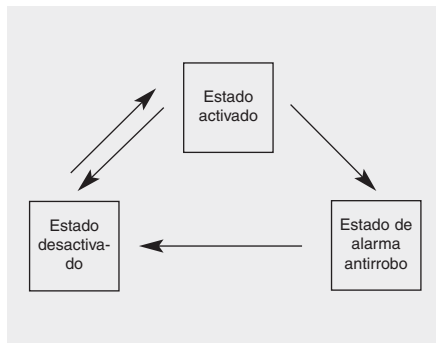 Estado
activado
Estado
desactiva-
do
Estado de
alarma
antirrobo